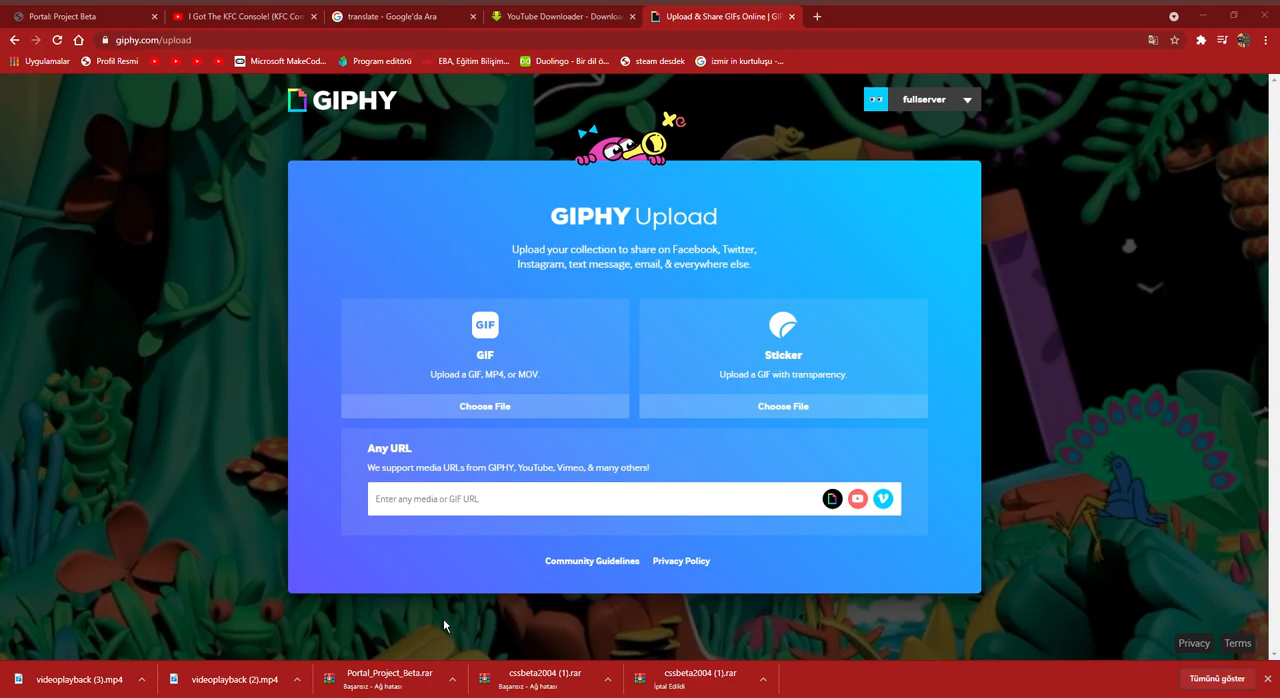 Portal: Project Beta
I Got The KFC Console! (KFC Con
translate - Google'da Ara
YouTube Downloader - Downloa
Upload & Share GIFs Online | GIF
giphy.com/upload
Uygulamalar
Profil Resmi
Microsoft MakeCod...
Program editörü
EBA, Eğitim Bilişim...
Duolingo - Bir dil ö...
steam desdek
izmir in kurtuluşu -...
GIPHY
fullserver
GIPHY Upload
Upload your collection to share on Facebook, Twitter,
Instagram, text message, email, & everywhere else.
GIF
GIF
Upload a GIF, MP4, or MOV.
Choose File
Sticker
Upload a GIF with transparency.
Choose File
Any URL
We support media URLs from GIPHY, YouTube, Vimeo, & many others!
Enter any media or GIF URL
Community Guidelines
Privacy Policy
Privacy
Terms
videoplayback (3).mp4
videoplayback (2).mp4
Portal_Project_Beta.rar
Başarısız - Ağ hatası
cssbeta2004 (1).rar
Başarısız - Ağ hatası
cssbeta2004 (1).rar
İptal Edildi
Tümünü göster